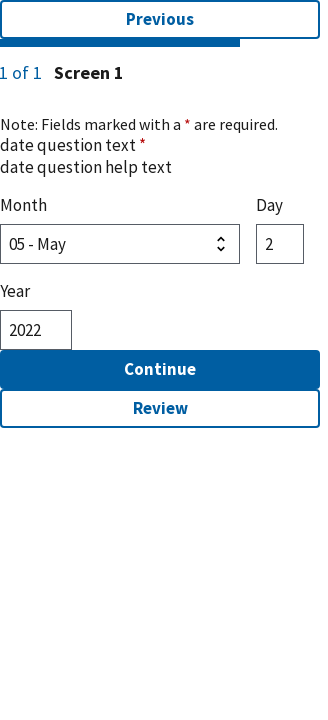 Previous
1 of 1 Screen 1
Note: Fields marked with a * are required.
date question text *
date question help text
Month Day
05 - May 2
Year
2022
Continue
Review